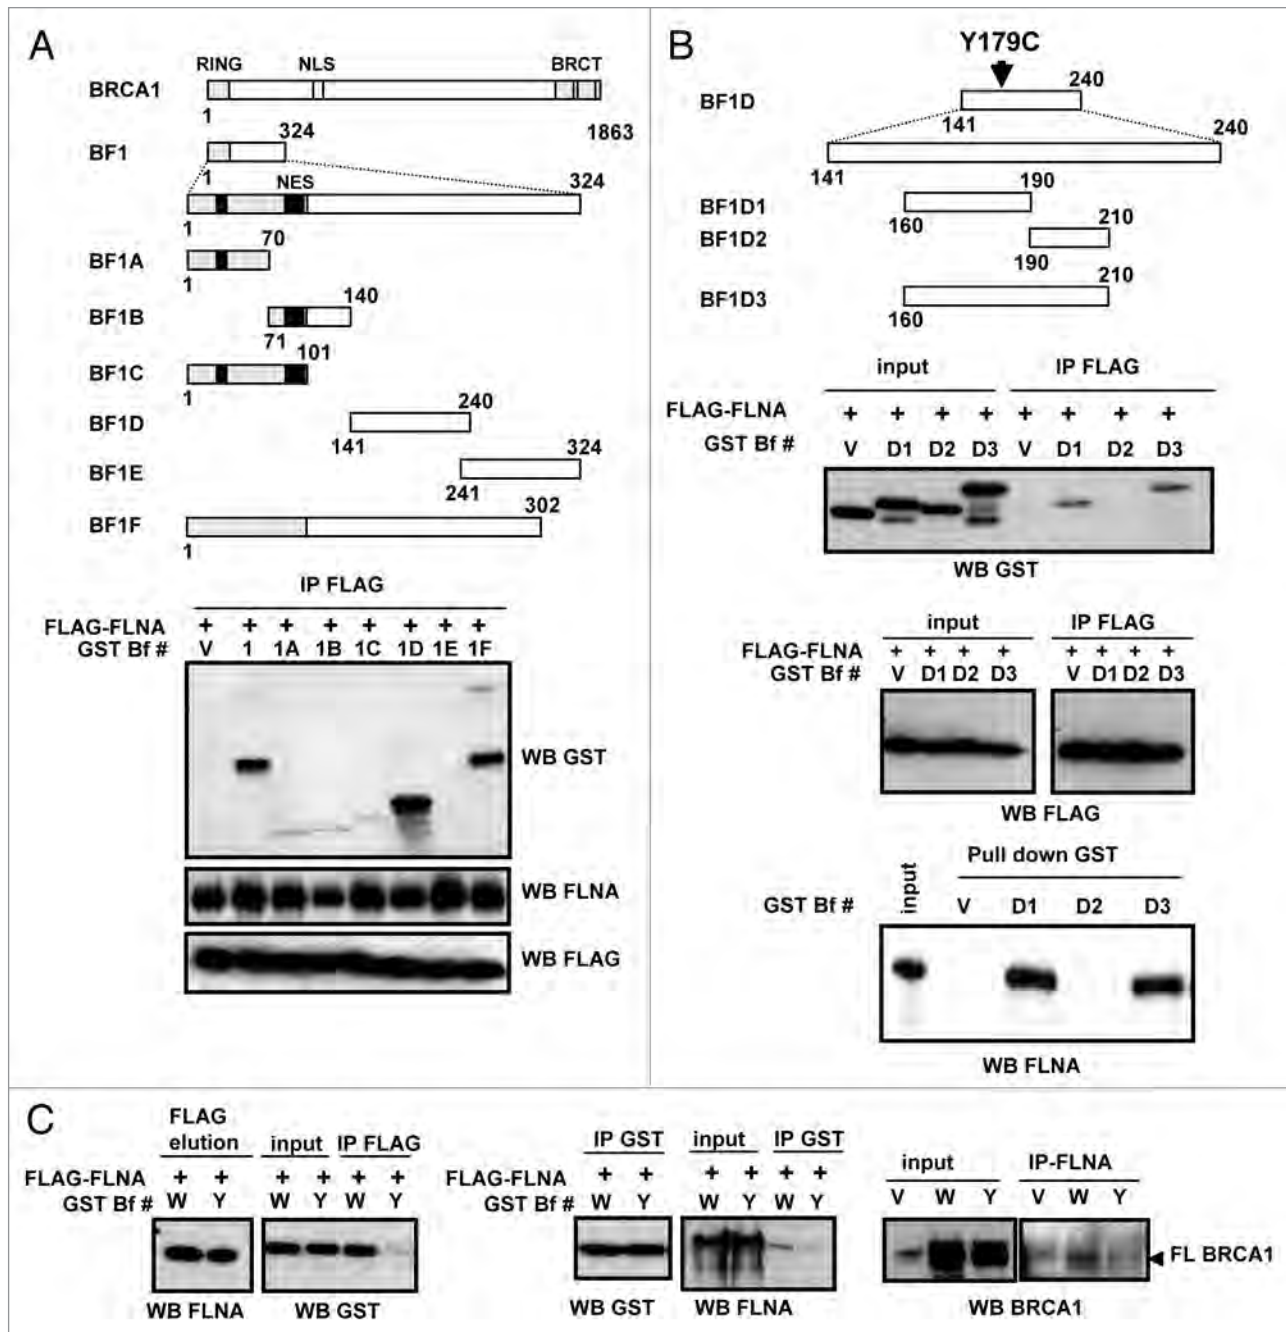 A
RING NLS BRCT
BRCA1
1 1863
BF1 324
1
NES 324
1
BF1A 70
1
BF1B 140
71
BF1C 101
1
BF1D 240
141
BF1E 324
241
BF1F 302
1
IP FLAG
FLAG-FLNA + + + + + + + +
GST Bf # V 1 1A 1B 1C 1D 1E 1F
WB GST
WB FLNA
WB FLAG
B
Y179C
BF1D 240
141 240
141
BF1D1 190
160
BF1D2 210
190
BF1D3 210
160
input IP FLAG
FLAG-FLNA + + + + + + + +
GST Bf # V D1 D2 D3 V D1 D2 D3
WB GST
input IP FLAG
FLAG-FLNA + + + + + + + +
GST Bf # V D1 D2 D3 V D1 D2 D3
WB FLAG
Pull down GST
GST Bf # input V D1 D2 D3
WB FLNA
C
FLAG
elution input IP FLAG
FLAG-FLNA + + + + + +
GST Bf # W Y W Y W Y
WB FLNA WB GST
IP GST input IP GST
FLAG-FLNA + + + + + +
GST Bf # W Y W Y W Y
WB GST WB FLNA
input IP-FLNA
V W Y V W Y
FL BRCA1
WB BRCA1